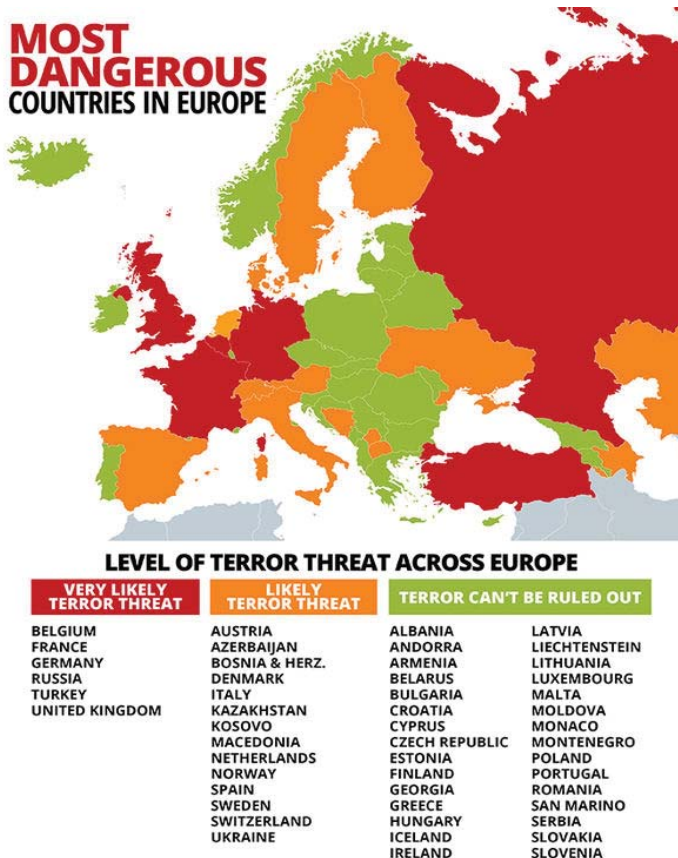 MOST
DANGEROUS
COUNTRIES IN EUROPE
LEVEL OF TERROR THREAT ACROSS EUROPE
VERY LIKELY
TERROR THREAT
BELGIUM
FRANCE
GERMANY
RUSSIA
TURKEY
UNITED KINGDOM
LIKELY
TERROR THREAT
AUSTRIA
AZERBAIJAN
BOSNIA & HERZ.
DENMARK
ITALY
KAZAKHSTAN
KOSOVO
MACEDONIA
NETHERLANDS
NORWAY
SPAIN
SWEDEN
SWITZERLAND
UKRAINE
TERROR CAN'T BE RULED OUT
ALBANIA
ANDORRA
ARMENIA
BELARUS
BULGARIA
CROATIA
CYPRUS
CZECH REPUBLIC
ESTONIA
FINLAND
GEORGIA
GREECE
HUNGARY
ICELAND
IRELAND
LATVIA
LIECHTENSTEIN
LITHUANIA
LUXEMBOURG
MALTA
MOLDOVA
MONACO
MONTENEGRO
POLAND
PORTUGAL
ROMANIA
SAN MARINO
SERBIA
SLOVAKIA
SLOVENIA